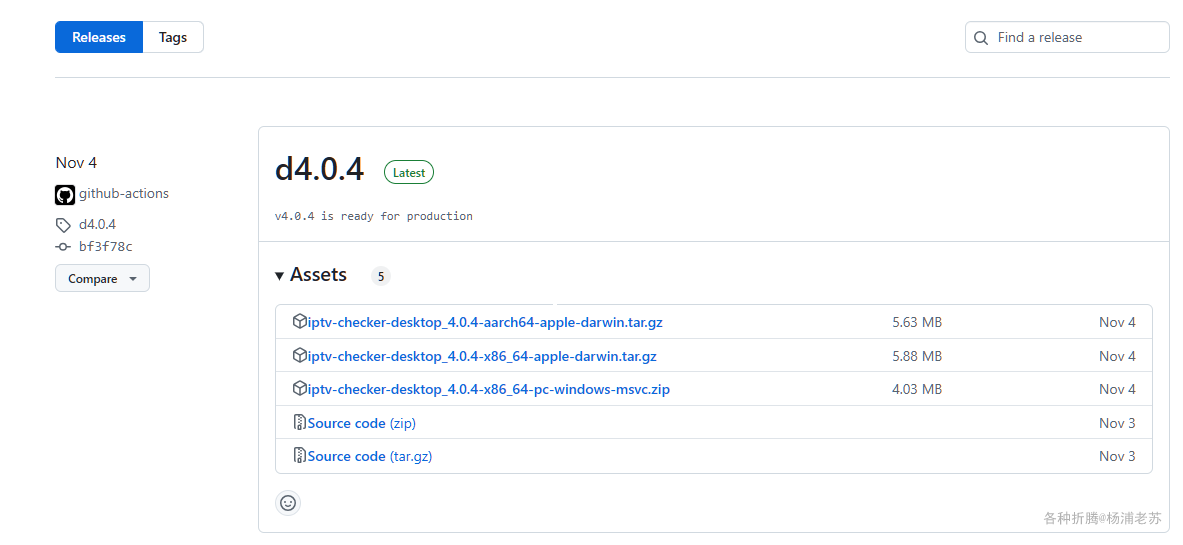 Releases Tags Find a release
Nov 4
github-actions
d4.0.4
bf3f78c
Compare
d4.0.4 Latest
v4.0.4 is ready for production
Assets 5
iptv-checker-desktop_4.0.4-aarch64-apple-darwin.tar.gz 5.63 MB Nov 4
iptv-checker-desktop_4.0.4-x86_64-apple-darwin.tar.gz 5.88 MB Nov 4
iptv-checker-desktop_4.0.4-x86_64-pc-windows-msvc.zip 4.03 MB Nov 4
Source code (zip) Nov 3
Source code (tar.gz) Nov 3
各种折腾@杨浦老苏